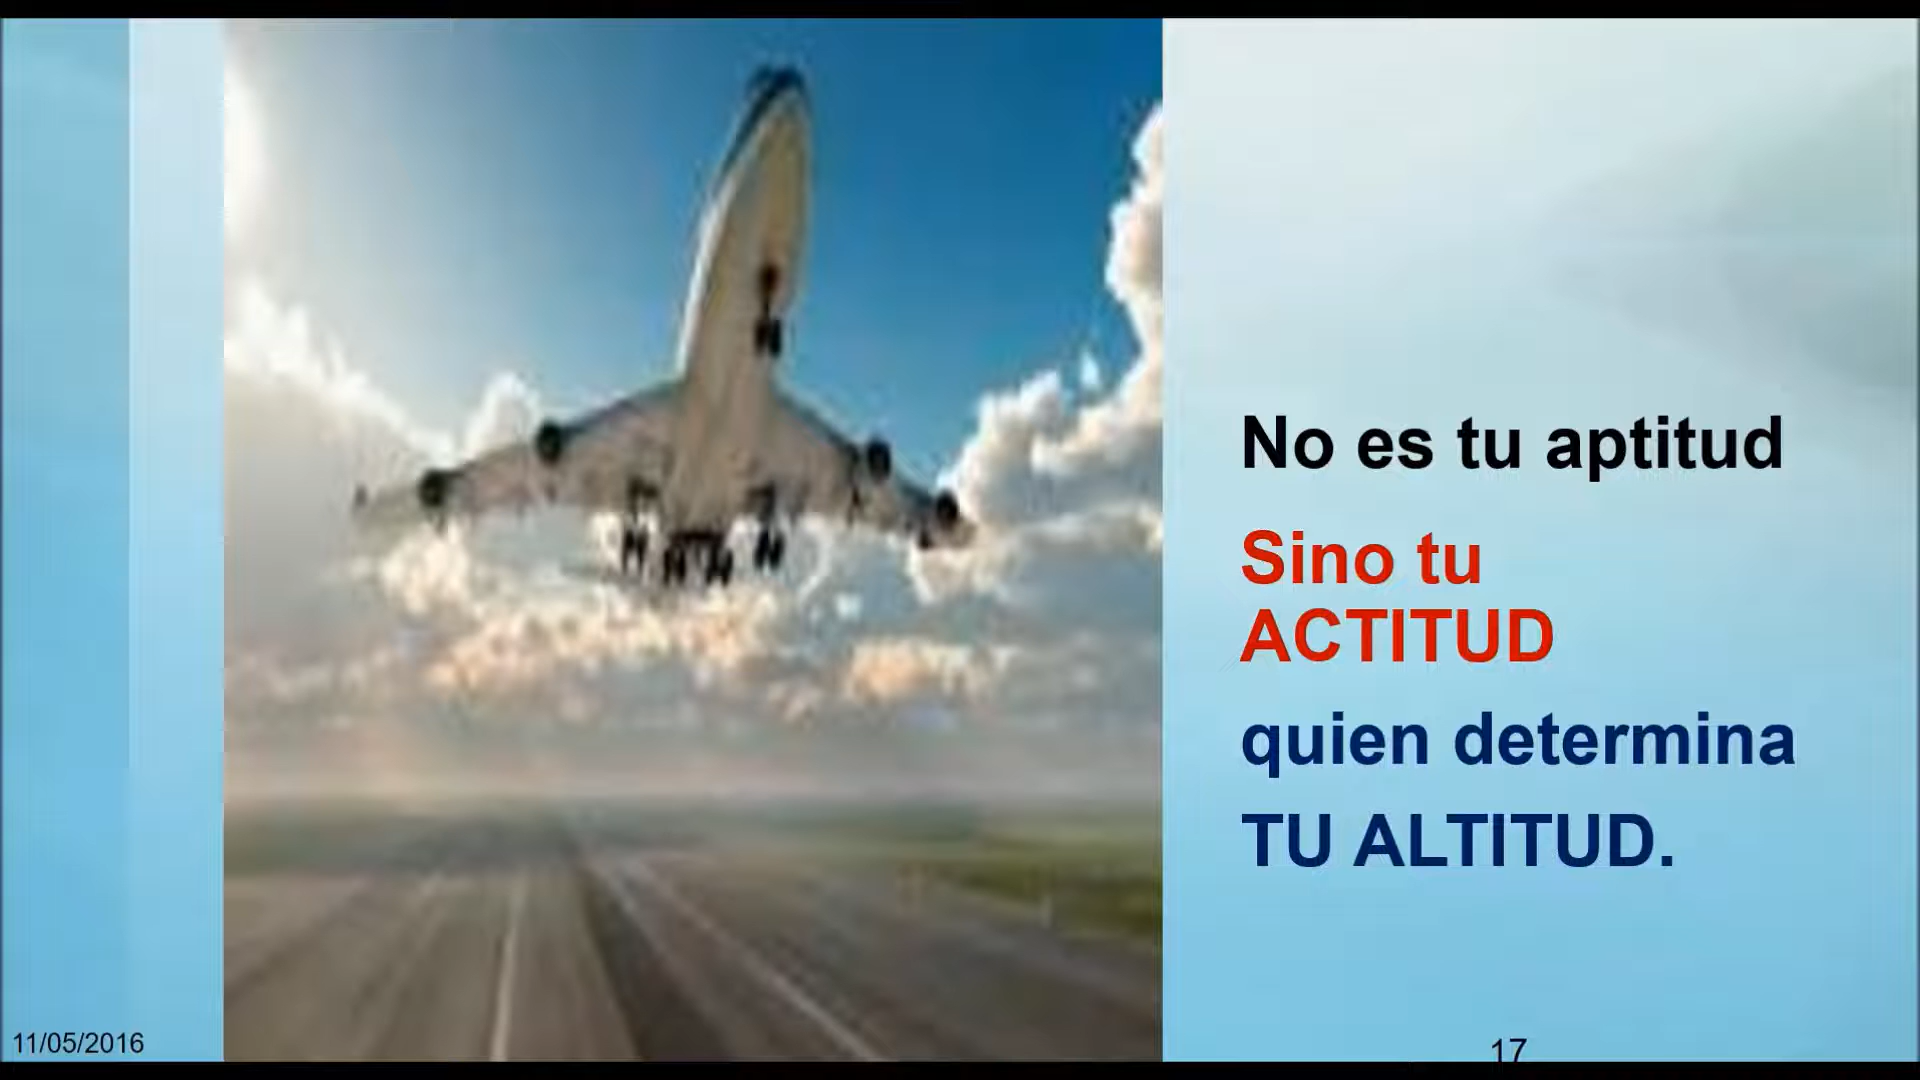 No es tu aptitud
Sino tu
ACTITUD
quien determina
TU ALTITUD.
11/05/2016
17